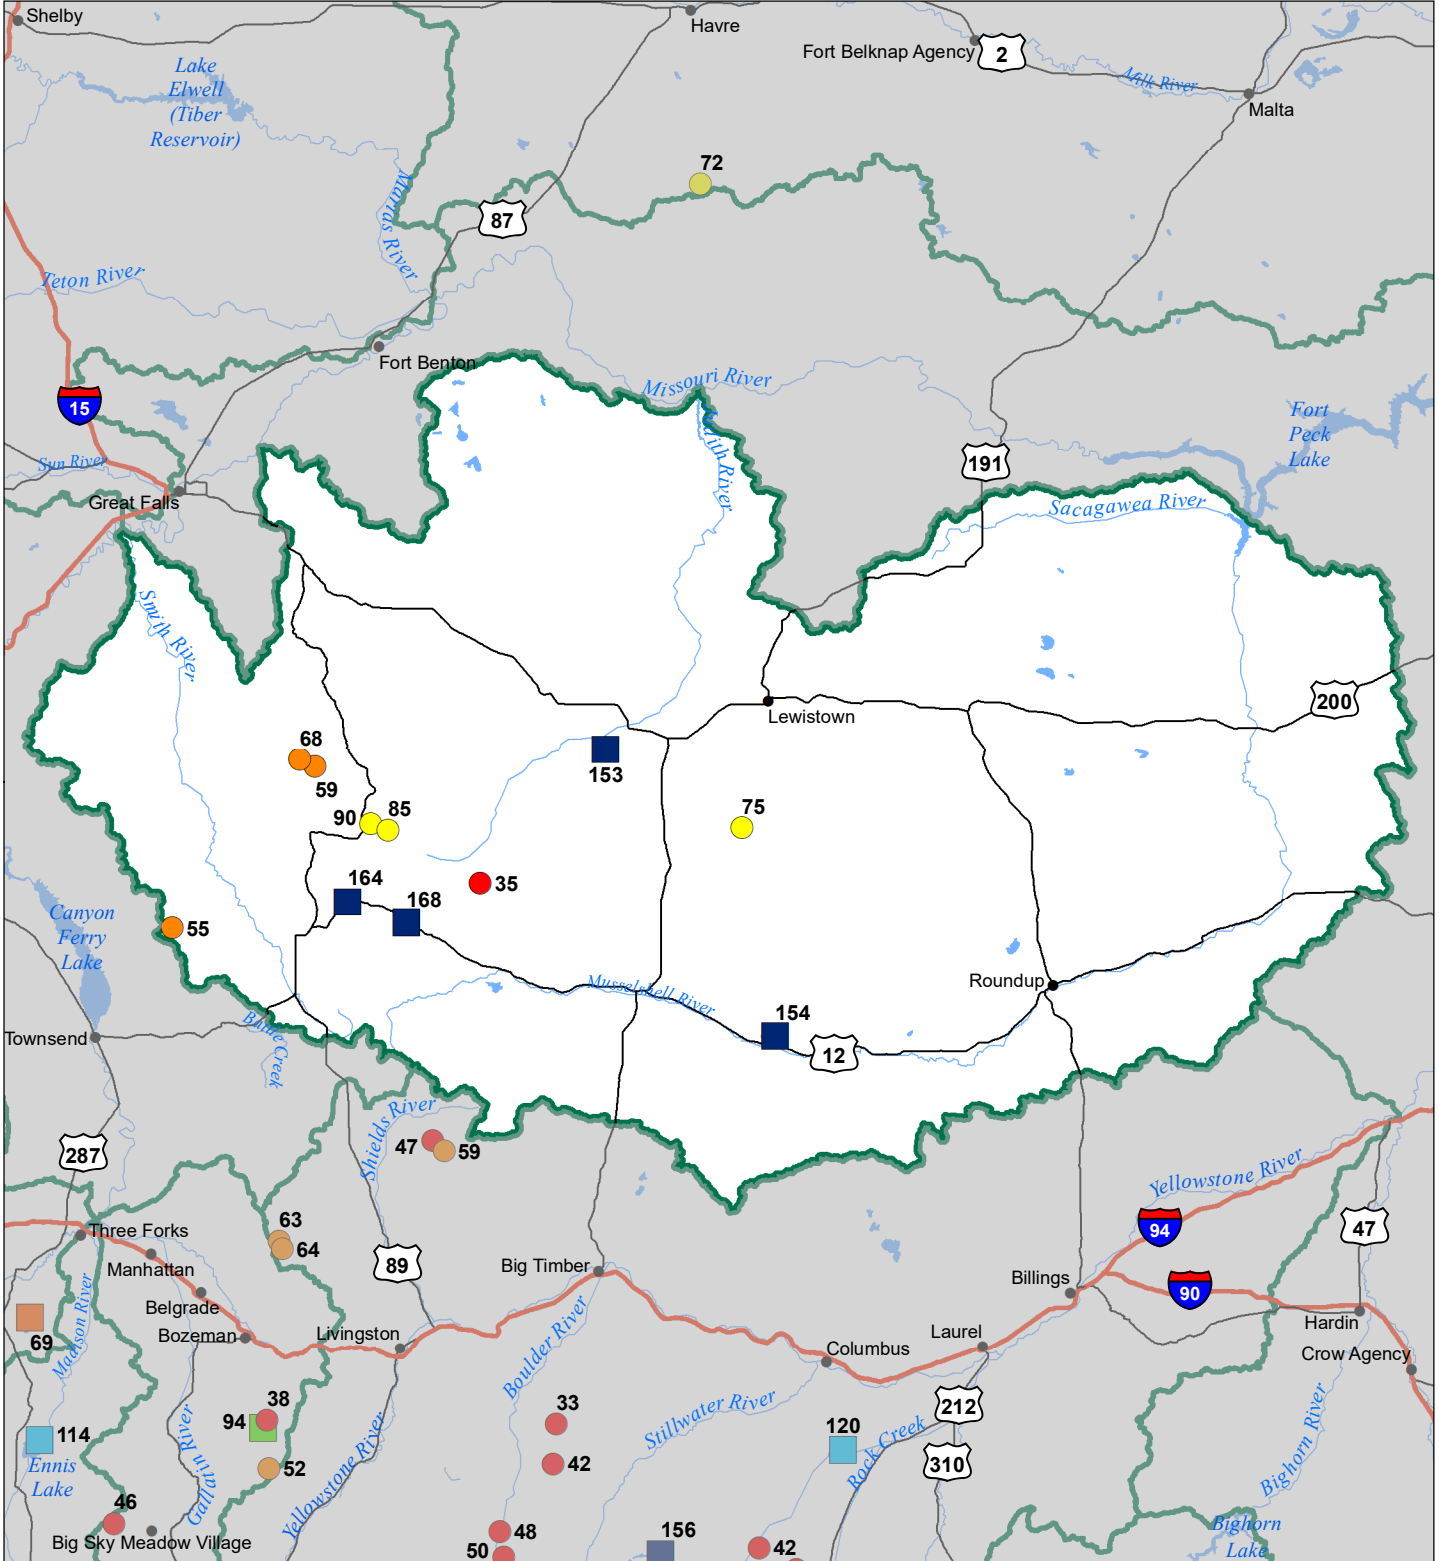 Shelby
Havre
Fort Belknap Agency
2
Milk River
Malta
Lake
Elwell
(Tiber
Reservoir)
72
Marias River
87
Teton River
Fort Benton
Missouri River
15
Judith River
Fort
Peck
Lake
Sun River
191
Great Falls
Sacagawea River
Smith River
200
Lewistown
68
59
153
90
85
75
164
35
168
Canyon
Ferry
Lake
55
Roundup
Musselshell River
154
12
Townsend
Battle Creek
Shields River
287
47
59
Yellowstone River
63
64
Three Forks
94
47
Manhattan
89
Big Timber
Billings
90
Belgrade
Bozeman
Livingston
Laurel
Hardin
69
Madison River
Columbus
Crow Agency
Boulder River
38
94
33
212
Stillwater River
120
Rock Creek
114
Ennis
Lake
52
42
310
Gallatin River
Yellowstone River
Bighorn River
46
Big Sky Meadow Village
48
50
156
42
Bighorn
Lake